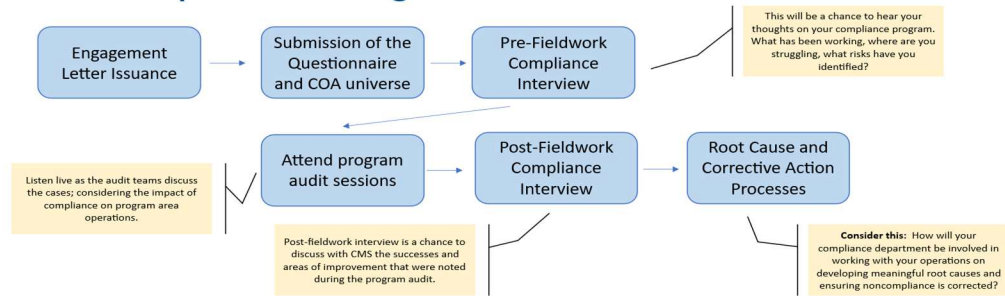 Engagement
Letter Issuance
Submission of the
Questionnaire
and COA universe
Pre-Fieldwork
Compliance
Interview
This will be a chance to hear your
thoughts on your compliance program.
What has been working, where are you
struggling, what risks have you
identified?
Listen live as the audit teams discuss
the cases; considering the impact of
compliance on program area
operations.
Attend program
audit sessions
Post-Fieldwork
Compliance
Interview
Root Cause and
Corrective Action
Processes
Post-fieldwork interview is a chance to
discuss with CMS the successes and
areas of improvement that were noted
during the program audit.
Consider this: How will your
compliance department be involved in
working with your operations on
developing meaningful root causes and
ensuring noncompliance is corrected?